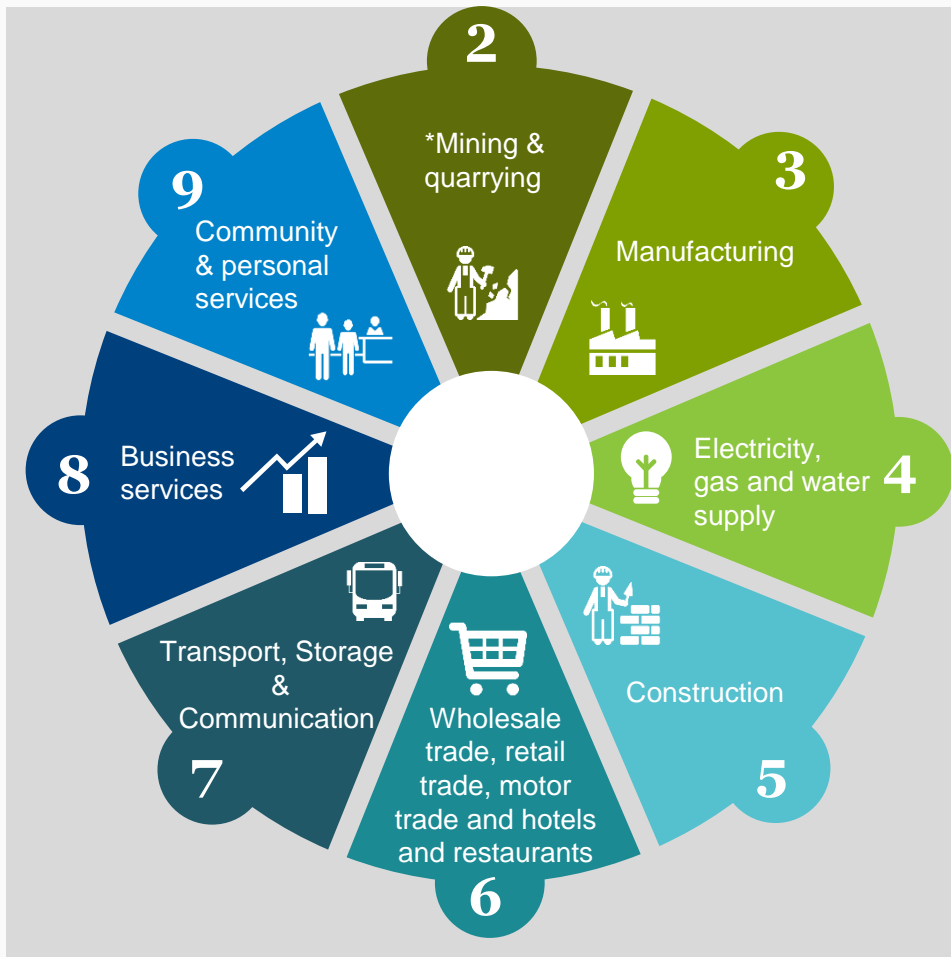 2
*Mining &
quarrying
3
Manufacturing
4
Electricity,
gas and water
supply
5
Construction
6
Wholesale
trade, retail
trade, motor
trade and hotels
and restaurants
7
Transport, Storage
&
Communication
8
Business
services
9
Community
& personal
services